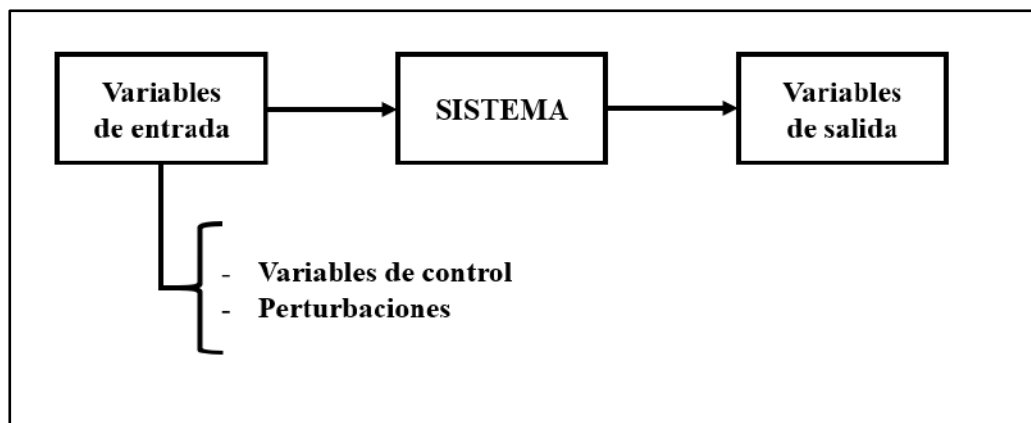 Variables
de entrada
SISTEMA
Variables
de salida
- Variables de control
- Perturbaciones